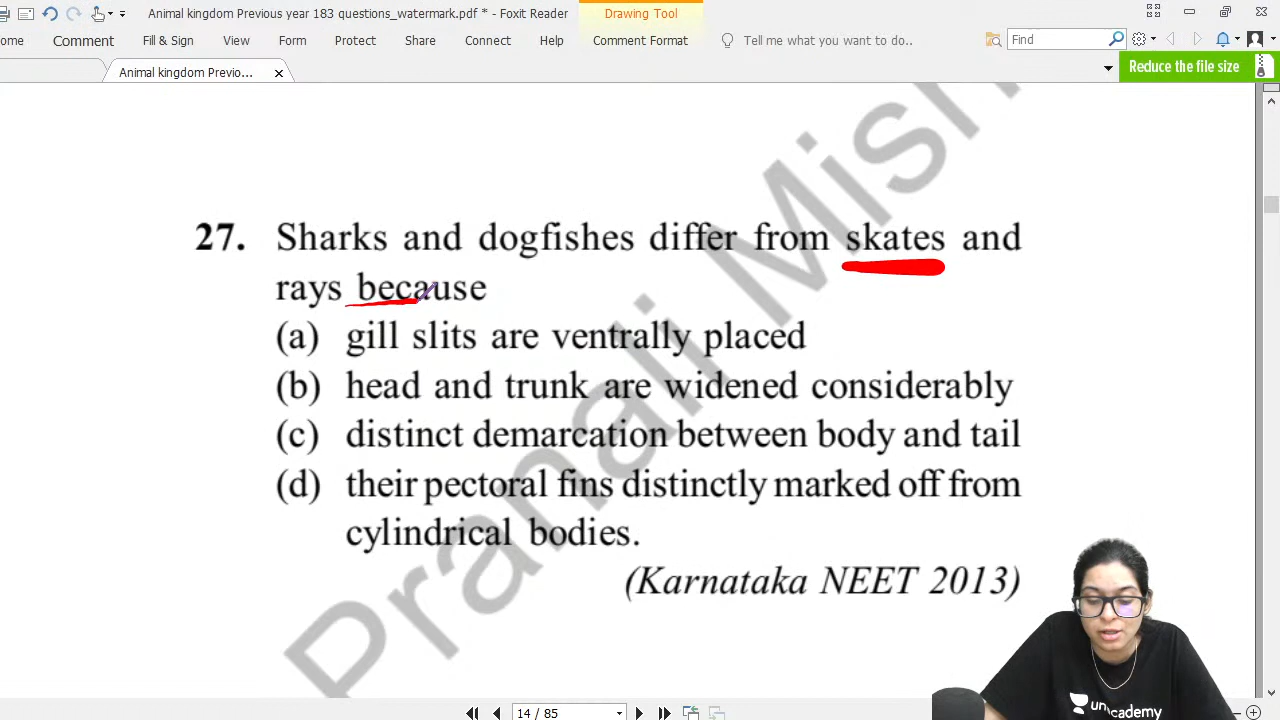 Animal kingdom Previous year 183 questions_watermark.pdf * - Foxit Reader
Drawing Tool
ome Comment Fill & Sign View Form Protect Share Connect Help Comment Format Tell me what you want to do.. Find
Animal kingdom Previo...
Reduce the file size
27. Sharks and dogfishes differ from skates and
rays because
(a) gill slits are ventrally placed
(b) head and trunk are widened considerably
(c) distinct demarcation between body and tail
(d) their pectoral fins distinctly marked off from
cylindrical bodies.
(Karnataka NEET 2013)
Pranali Mish
unacademy
14 / 85